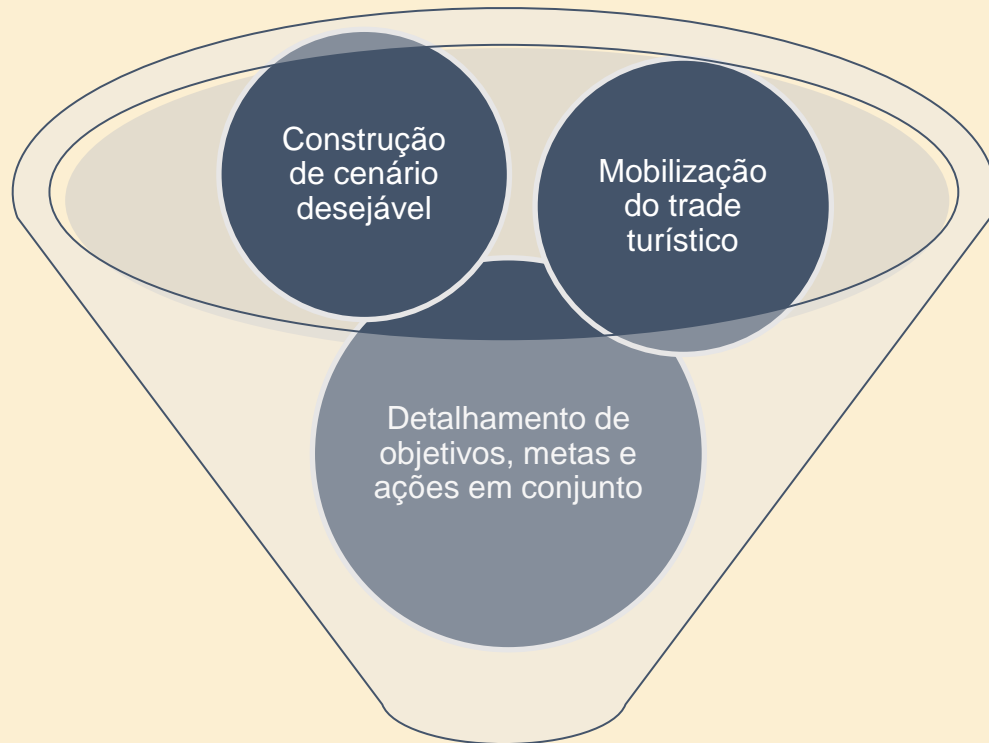 Construção
de cenário
desejável
Mobilização
do trade
turístico
Detalhamento de
objetivos, metas e
ações em conjunto